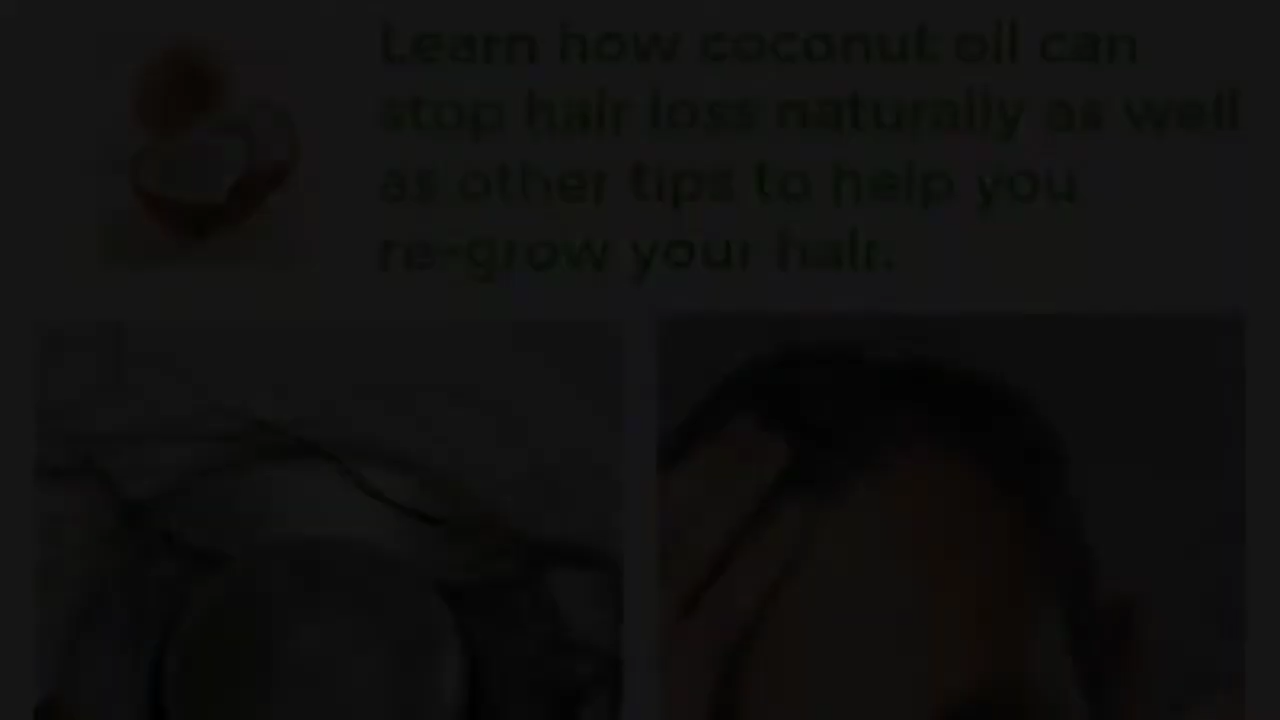 Learn how coconut oil can
stop hair loss naturally as well
as other tips to help you
re-grow your hair.